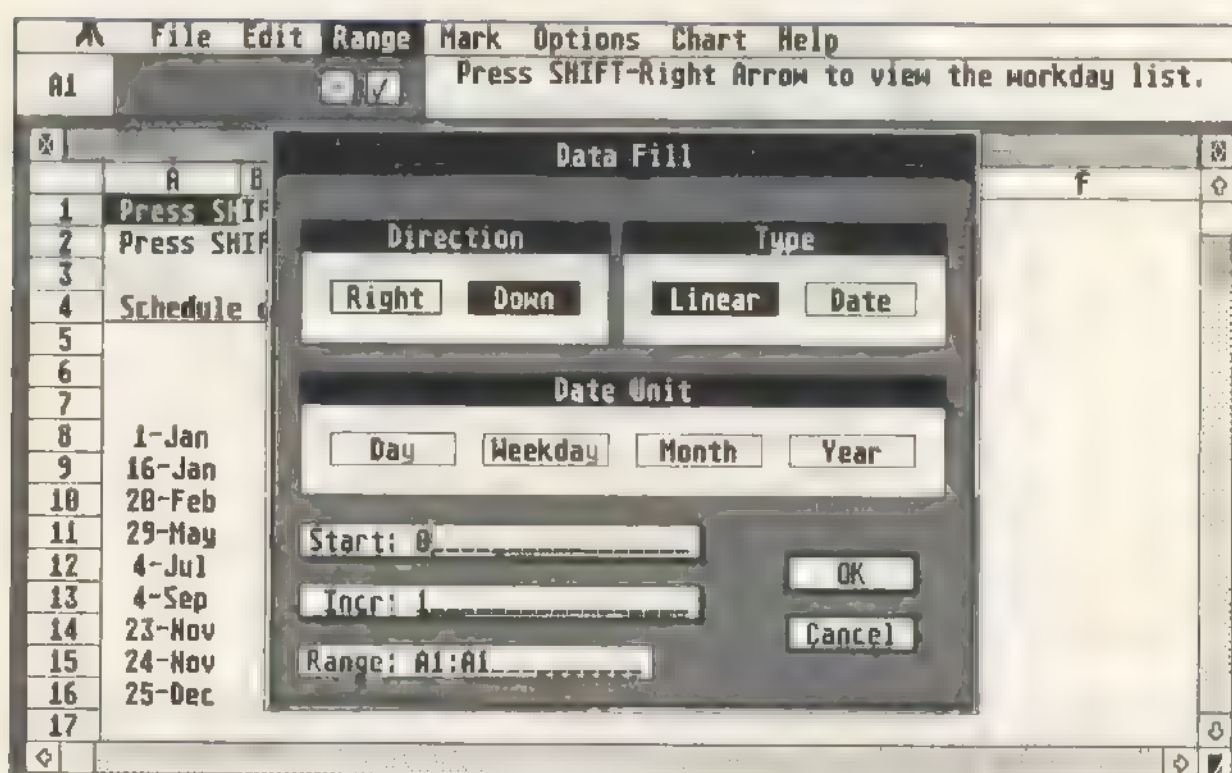 File Edit Range Mark Options Chart Help
A1 Press SHIFT-Right Arrow to view the workday list.
Data Fill
A B F
1 Press SHIF
2 Press SHIF
3
4 Schedule
5
6
7
8 1-Jan
9 16-Jan
10 20-Feb
11 29-May
12 4-Jul
13 4-Sep
14 23-Nov
15 24-Nov
16 25-Dec
17
Direction
Right Down
Type
Linear Date
Date Unit
Day Weekday Month Year
Start: 0
Incr: 1
Range: A1:A1
OK
Cancel